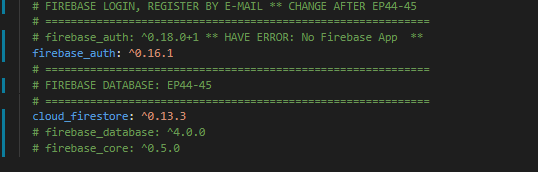 # FIREBASE LOGIN, REGISTER BY E-MAIL ** CHANGE AFTER EP44-45
# ============================================================
# firebase_auth: ^0.18.0+1 ** HAVE ERROR: No Firebase App  **
firebase_auth: ^0.16.1
# ============================================================
# FIREBASE DATABASE: EP44-45
# ============================================================
cloud_firestore: ^0.13.3
# firebase_database: ^4.0.0
# firebase_core: ^0.5.0